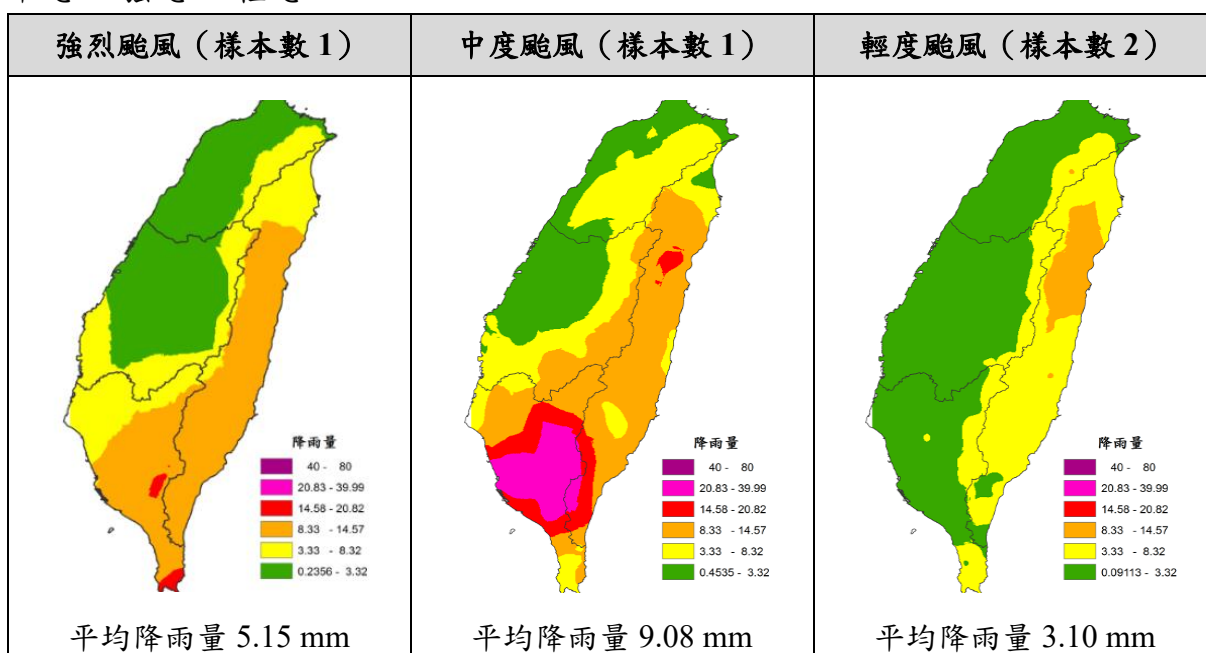 強烈颱風（樣本數 1）
中度颱風（樣本數 1）
輕度颱風（樣本數 2）
降雨量
40 - 80
20.83 - 39.99
14.58 - 20.82
8.33 - 14.57
3.33 - 8.32
0.2356 - 3.32
降雨量
40 - 80
20.83 - 39.99
14.58 - 20.82
8.33 - 14.57
3.33 - 8.32
0.4535 - 3.32
降雨量
40 - 80
20.83 - 39.99
14.58 - 20.82
8.33 - 14.57
3.33 - 8.32
0.09113 - 3.32
平均降雨量 5.15 mm
平均降雨量 9.08 mm
平均降雨量 3.10 mm